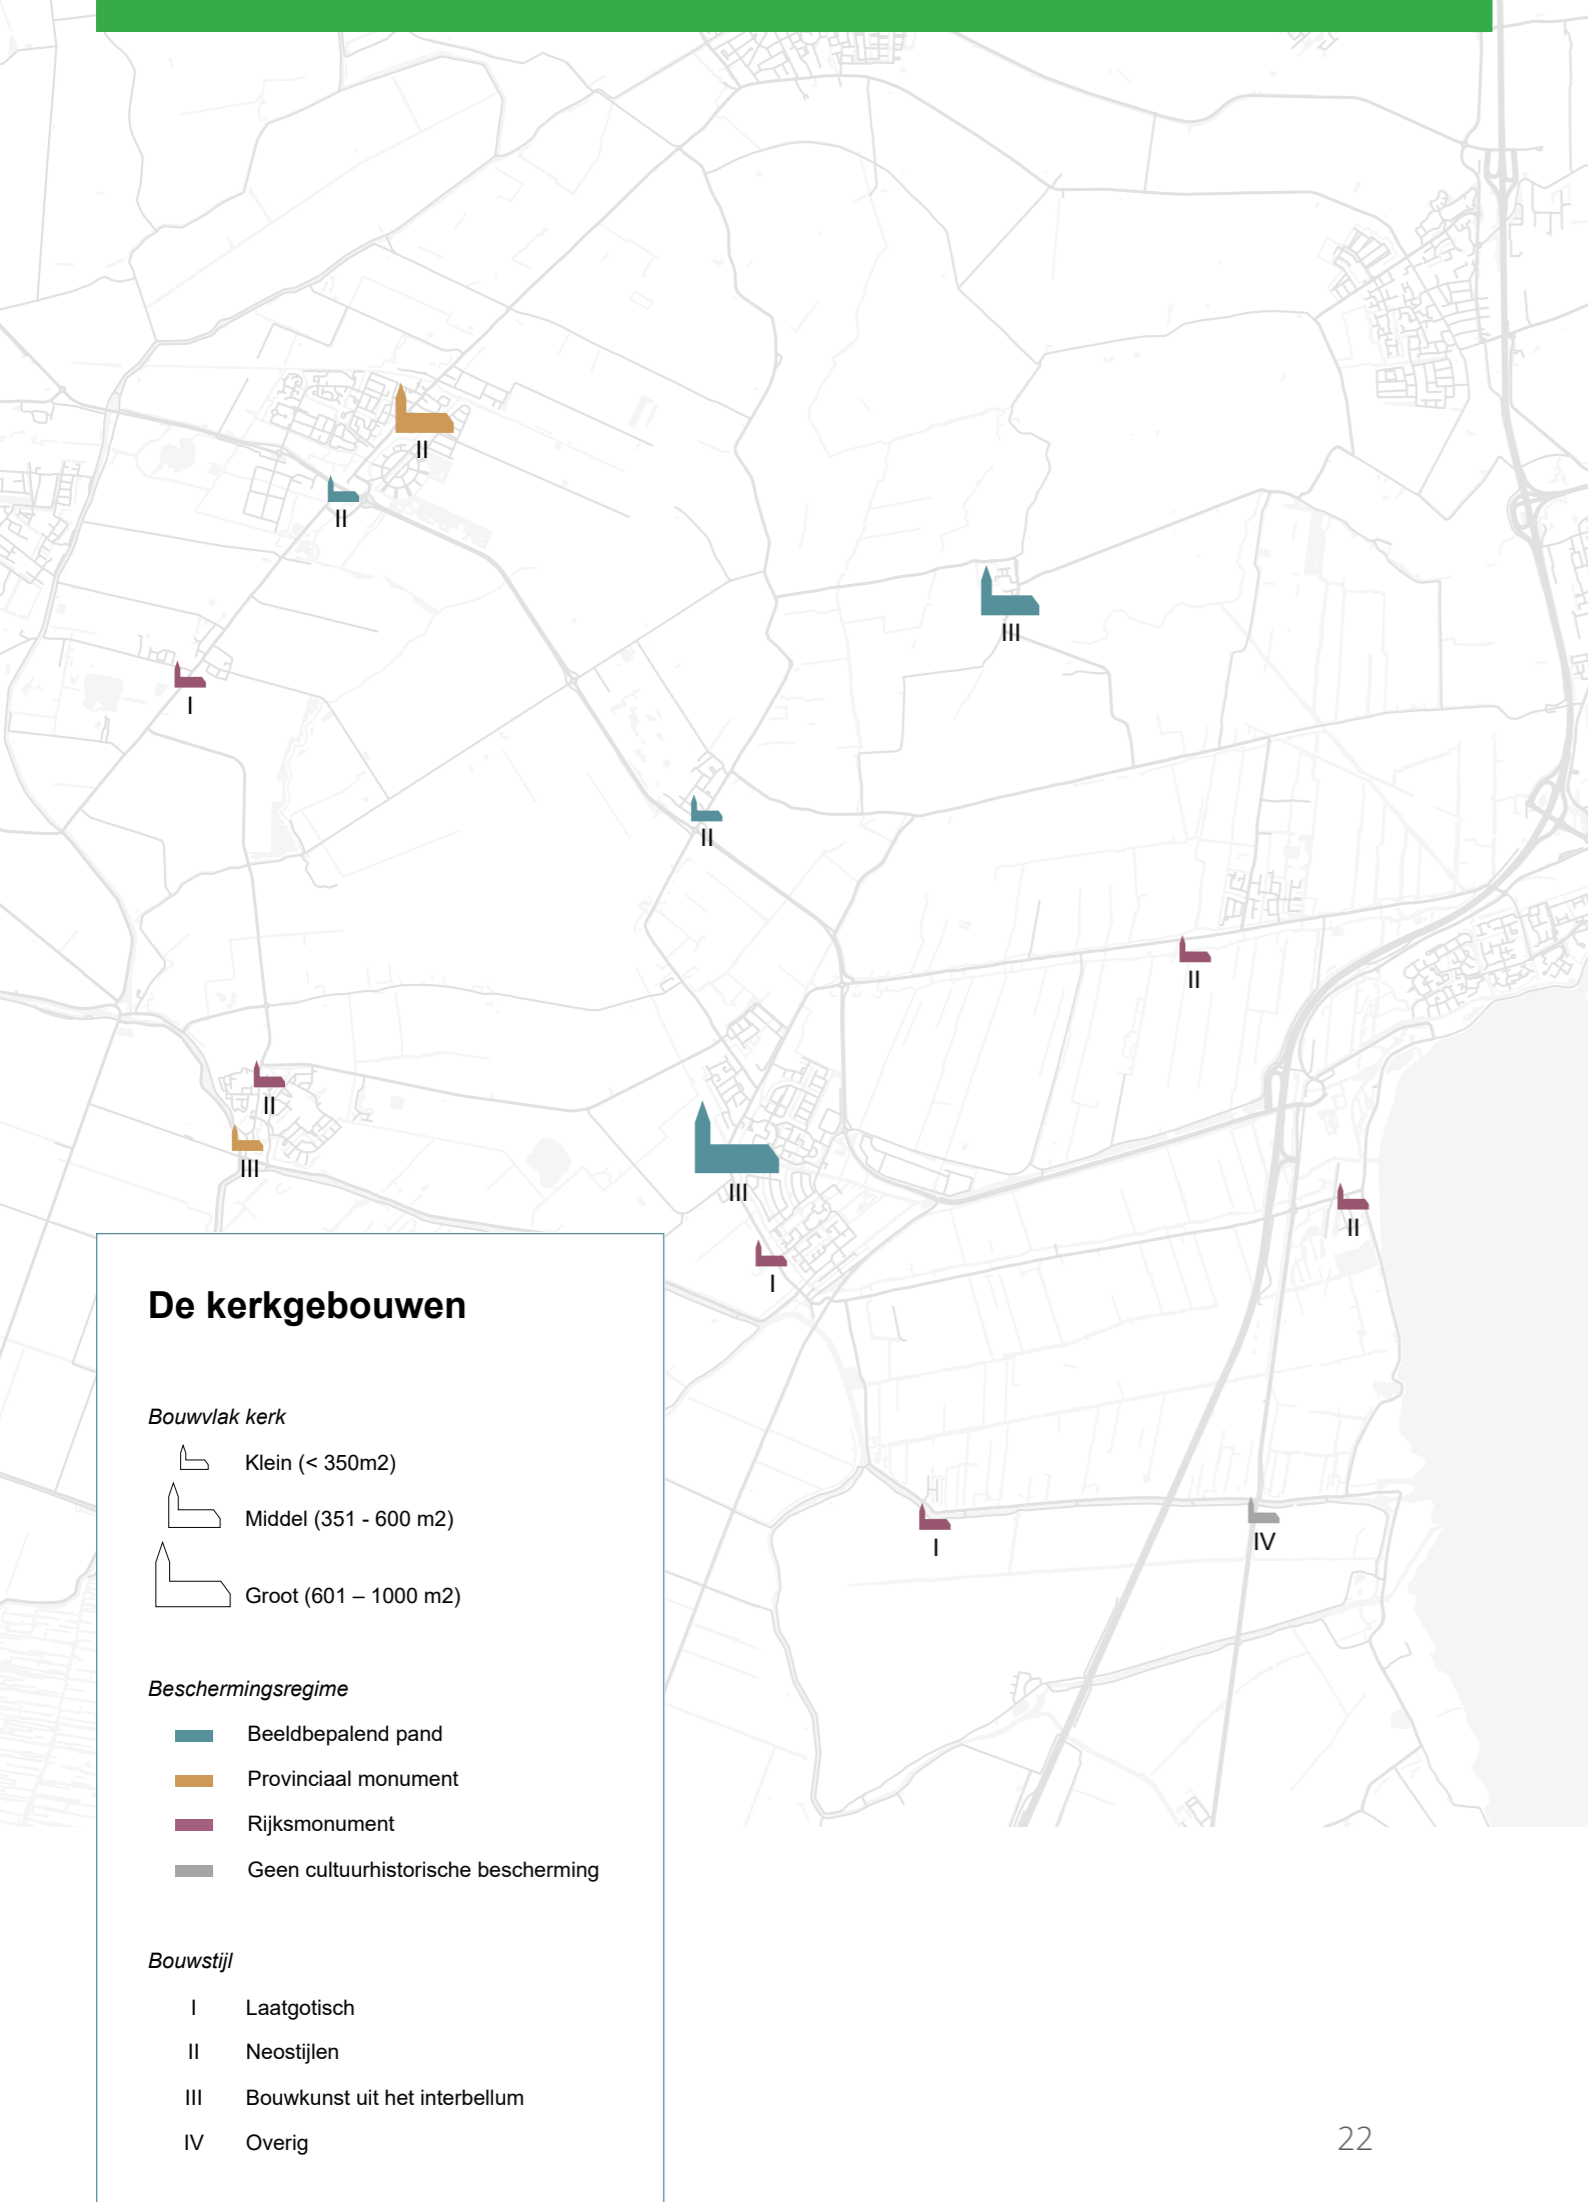 II
II
III
I
II
II
II
III
III
II
I
I
IV
De kerkgebouwen
Bouwvlak kerk
Klein (< 350m2)
Middel (351 - 600 m2)
Groot (601 – 1000 m2)
Beschermingsregime
Beeldbepalend pand
Provinciaal monument
Rijksmonument
Geen cultuurhistorische bescherming
Bouwstijl
I Laatgotisch
II Neostijlen
III Bouwkunst uit het interbellum
IV Overig
22